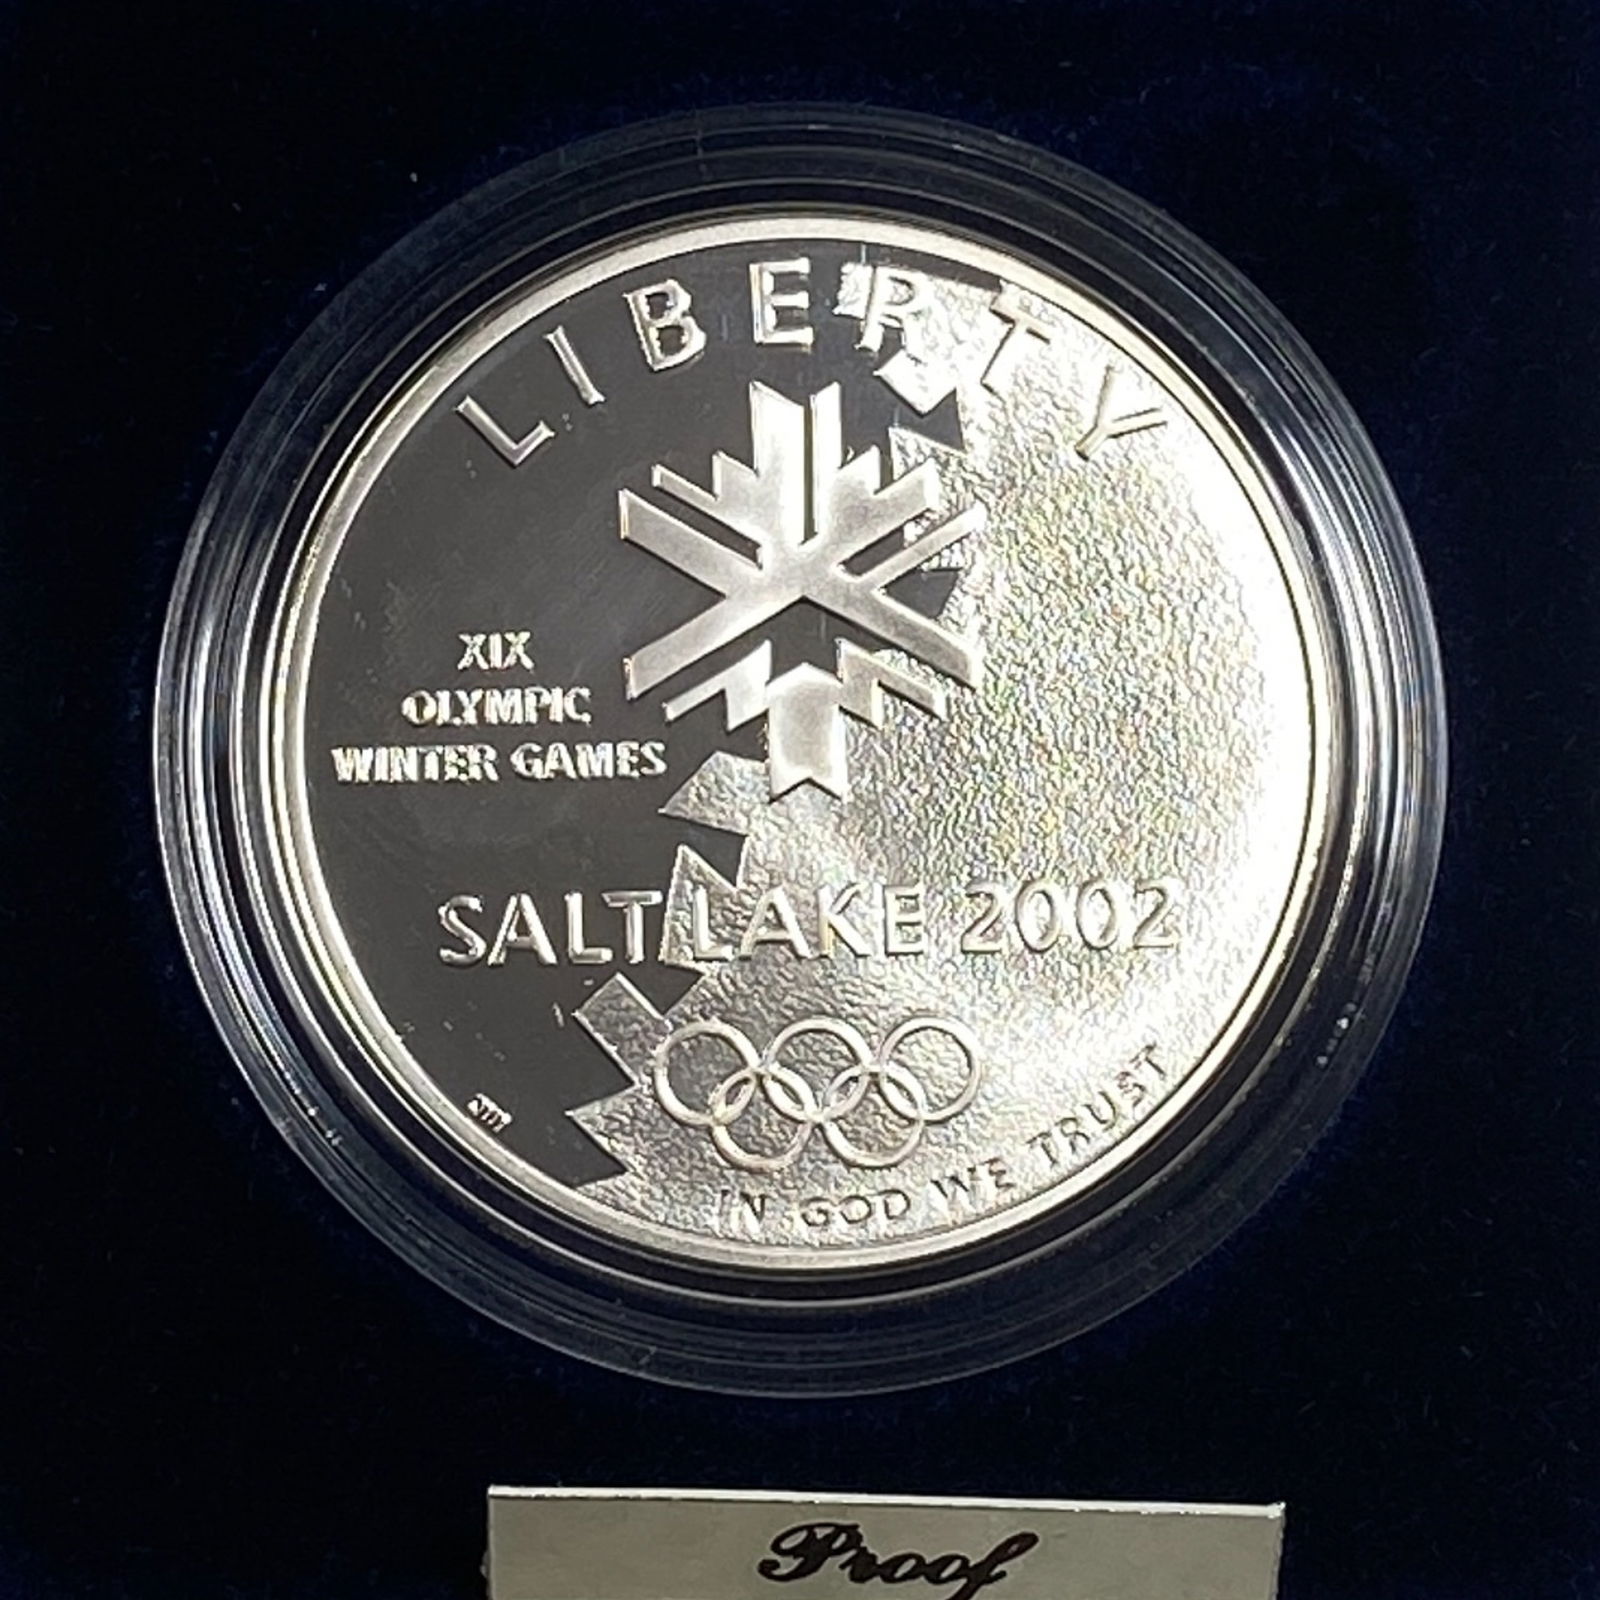 LIBERTY
XIX
OLYMPIC
WINTER GAMES
SALT LAKE 2002
IN GOD WE TRUST
Proof